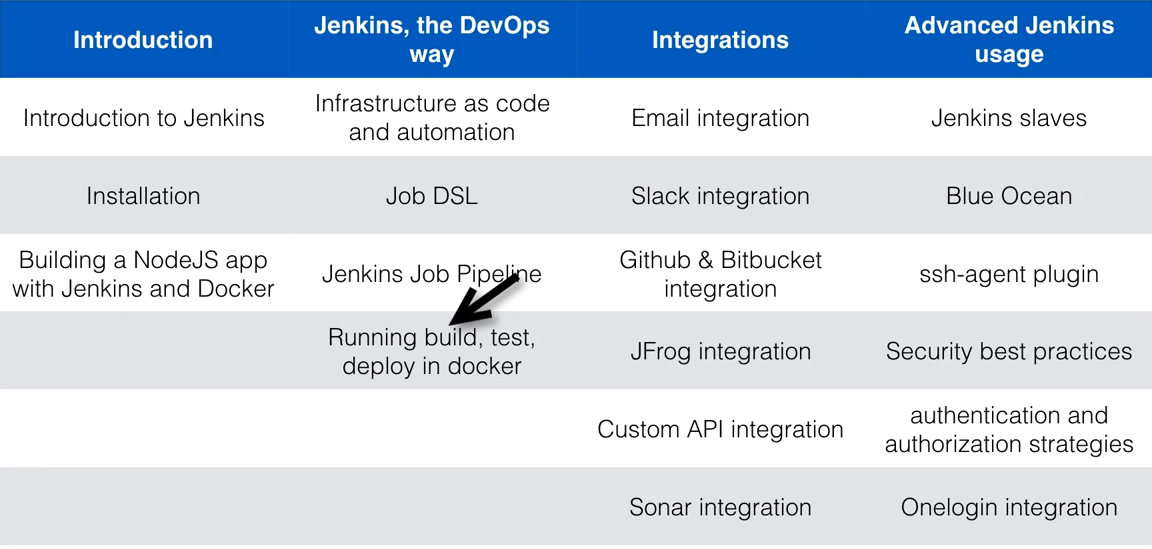 Introduction
Jenkins, the DevOps
way
Integrations
Advanced Jenkins
usage
Introduction to Jenkins
Infrastructure as code
and automation
Email integration
Jenkins slaves
Installation
Job DSL
Slack integration
Blue Ocean
Building a NodeJS app
with Jenkins and Docker
Jenkins Job Pipeline
Github & Bitbucket
integration
ssh-agent plugin
Running build, test,
deploy in docker
JFrog integration
Security best practices
Custom API integration
authentication and
authorization strategies
Sonar integration
Onelogin integration